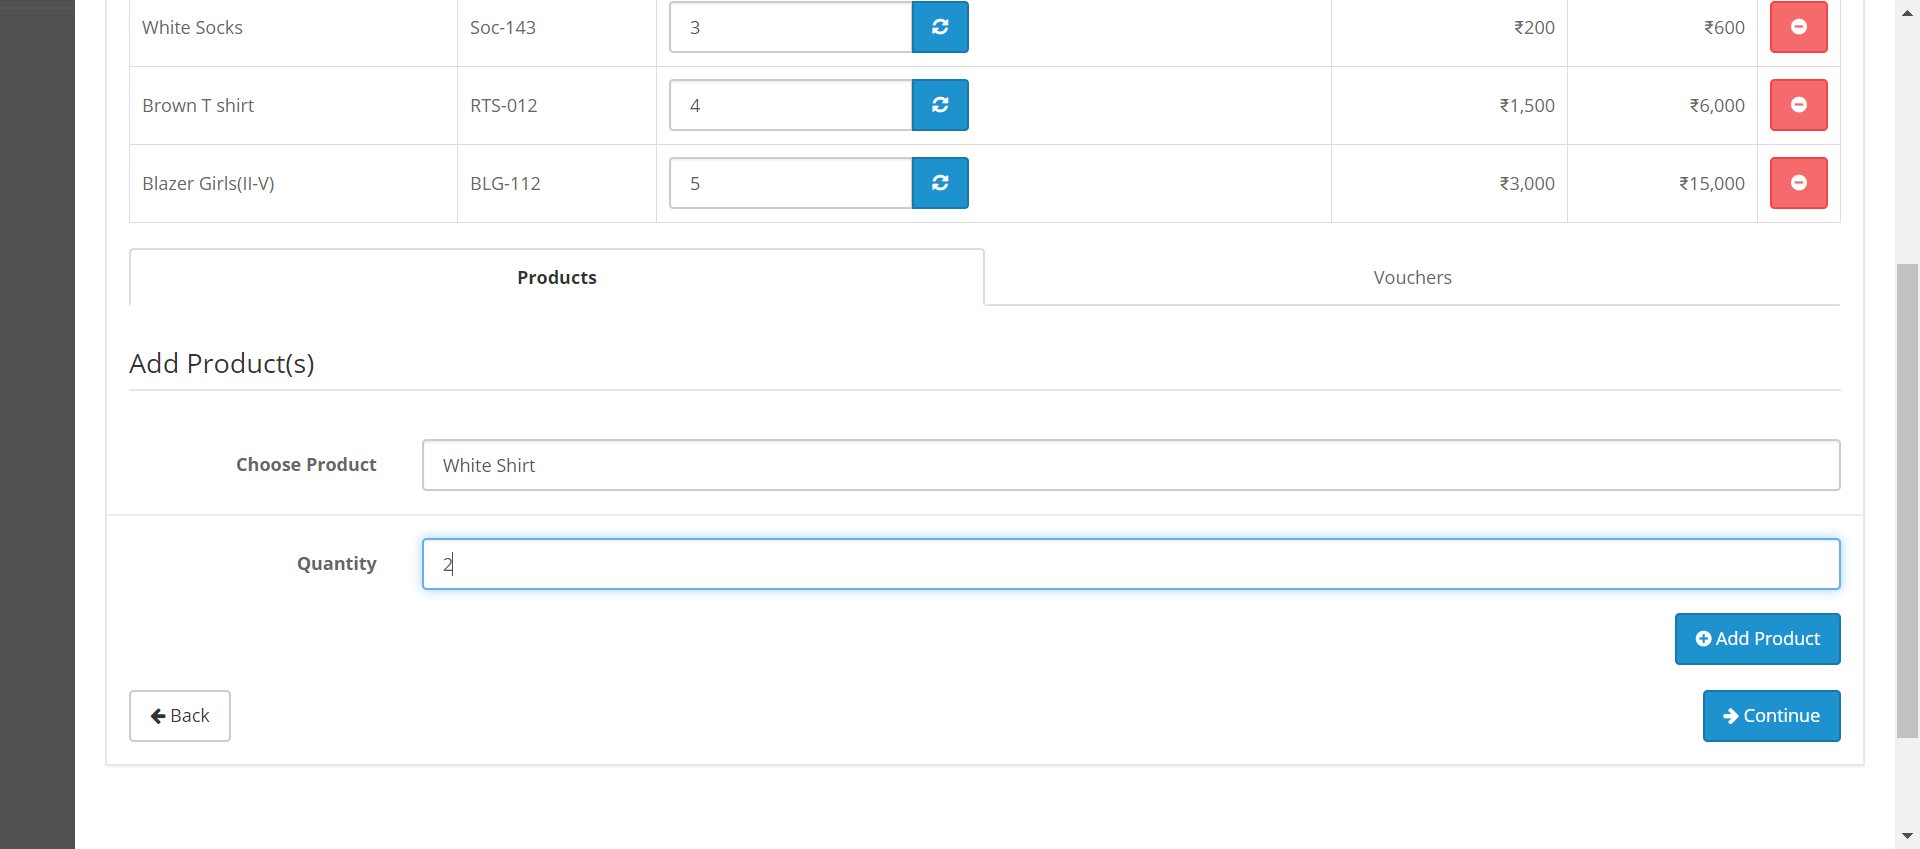 White Socks Soc-143 3 ₹200 ₹600
Brown T shirt RTS-012 4 ₹1,500 ₹6,000
Blazer Girls(II-V) BLG-112 5 ₹3,000 ₹15,000
Products Vouchers
Add Product(s)
Choose Product White Shirt
Quantity 2
Add Product
Back Continue